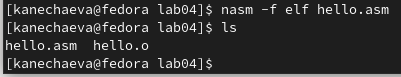 [kanechaeva@fedora lab04]$ nasm -f elf hello.asm
[kanechaeva@fedora lab04]$ ls
hello.asm  hello.o
[kanechaeva@fedora lab04]$